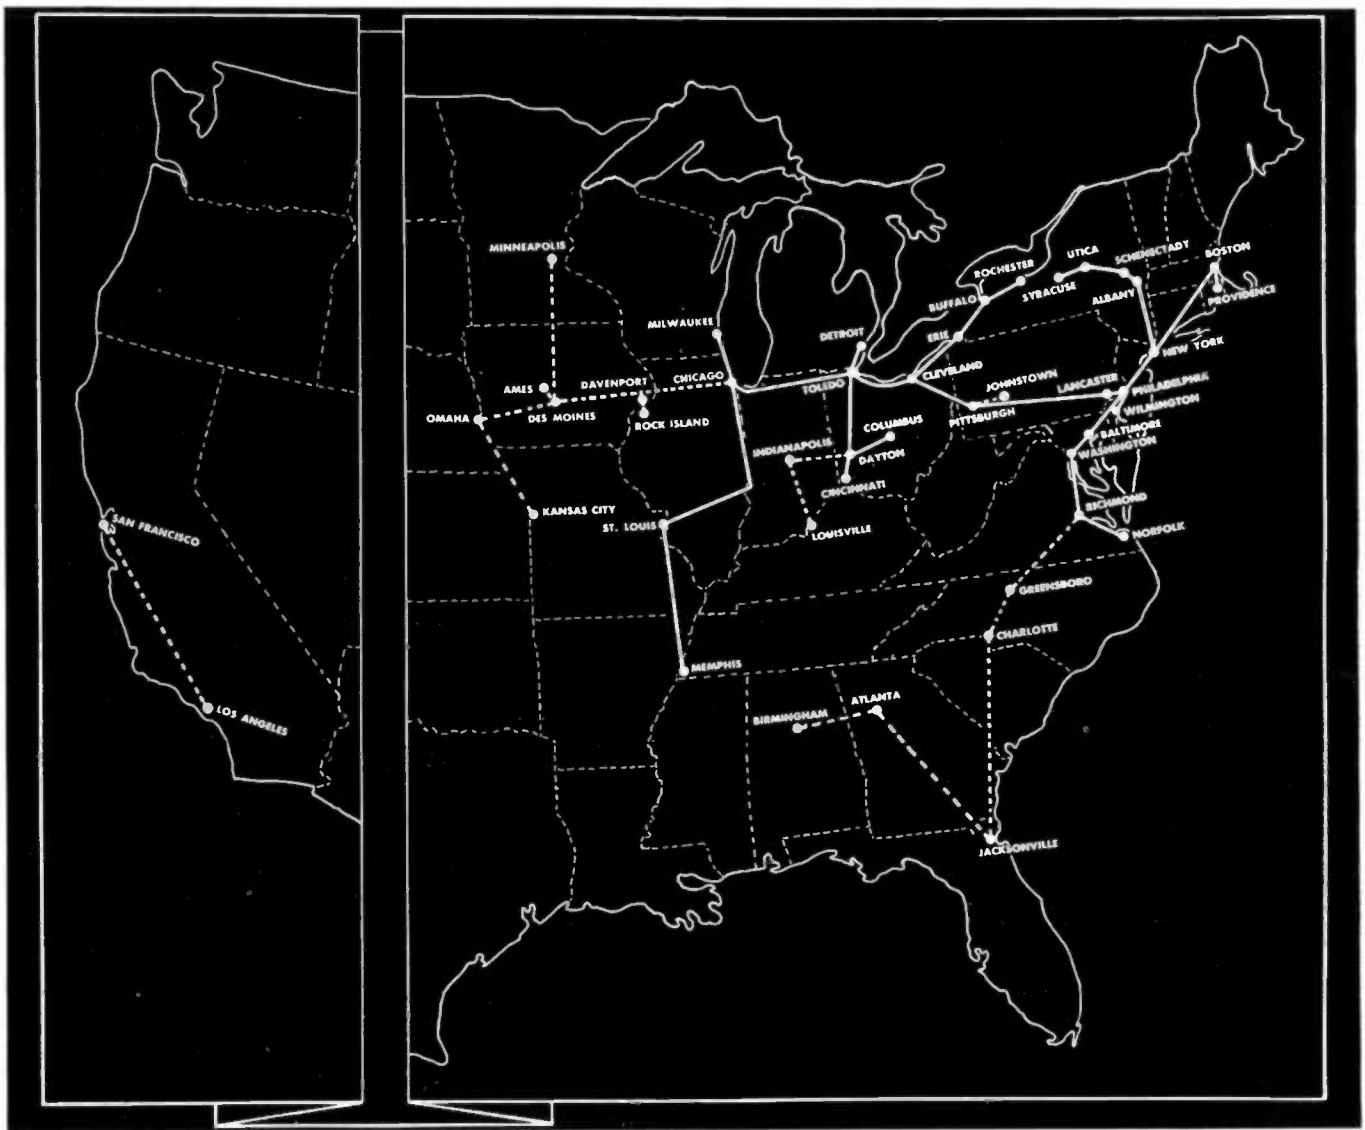 MINNEAPOLIS
MILWAUKEE
CHICAGO
AMES
DAVENPORT
OMAHA
DES MOINES
ROCK ISLAND
KANSAS CITY
ST. LOUIS
MEMPHIS
SAN FRANCISCO
LOS ANGELES
DETROIT
TOLEDO
CLEVELAND
ERIE
BUFFALO
ROCHESTER
SYRACUSE
UTICA
SCHENECTADY
ALBANY
BOSTON
PROVIDENCE
NEW YORK
JOHNSTOWN
PITTSBURGH
LANCASTER
PHILADELPHIA
WILMINGTON
BALTIMORE
WASHINGTON
COLUMBUS
INDIANAPOLIS
DAYTON
CINCINNATI
LOUISVILLE
RICHMOND
NORFOLK
GREENSBORO
CHARLOTTE
ATLANTA
BIRMINGHAM
JACKSONVILLE